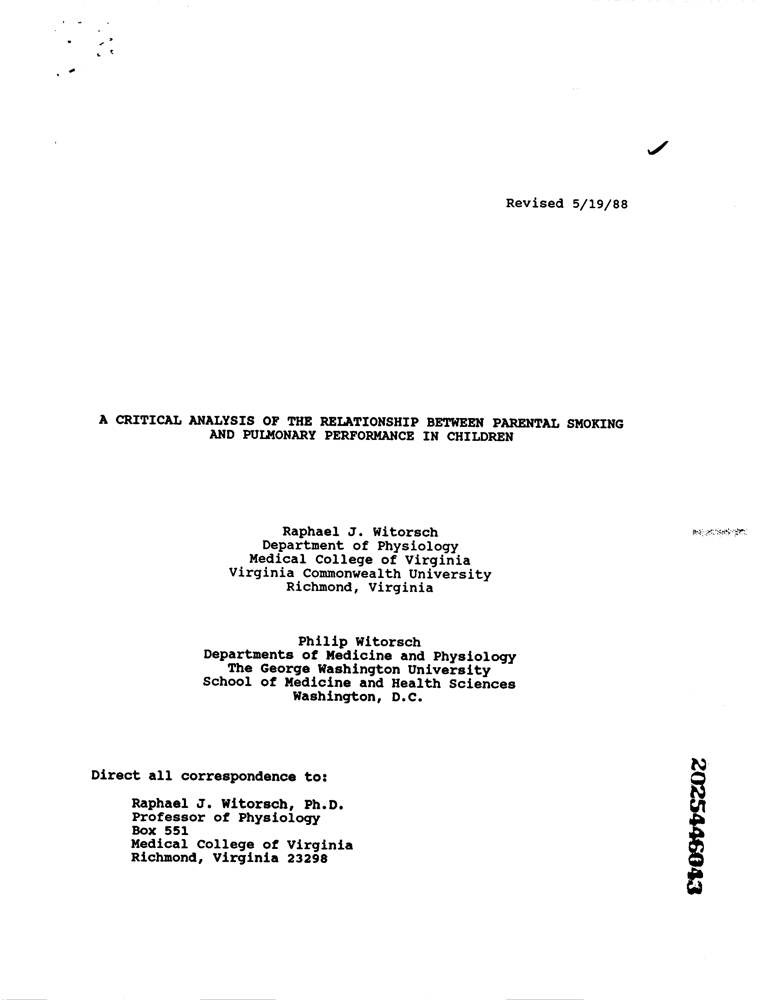 Revised 5/19/88
A CRITICAL ANALYSIS OF THE RELATIONSHIP BETWEEN PARENTAL SMOKING
AND PULMONARY PERFORMANCE IN CHILDREN
Raphael J. Witorsch
Department of Physiology
Medical College of Virginia
Virginia Commonwealth University
Richmond, Virginia
Philip Witorsch
Departments of Medicine and Physiology
The George Washington University
School of Medicine and Health Sciences
Washington, D.C.
Direct all correspondence to:
Raphael J. Witorsch, Ph.D.
Professor of Physiology
Box 551
Medical College of Virginia
Richmond, Virginia 23298
2025446043